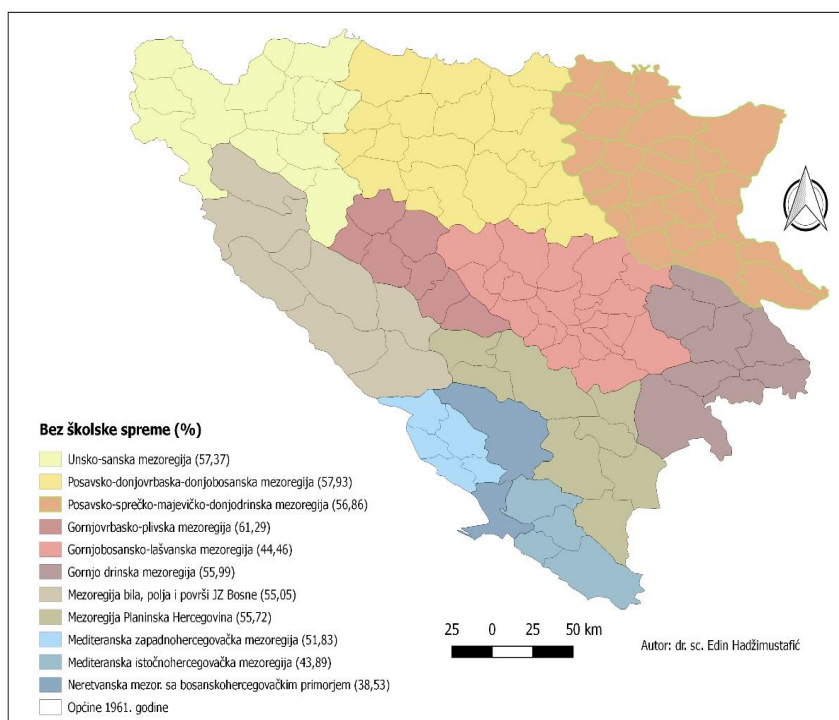 Bez školske spreme (%)
Unsko-sanska mezoregija (57,37)
Posavsko-donjovrbaska-donjobosanska mezoregija (57,93)
Posavsko-sprečko-majevičko-donjodrinska mezoregija (56,86)
Gornjovrbasko-plivska mezoregija (61,29)
Gornjobosansko-lašvanska mezoregija (44,46)
Gornjo drinska mezoregija (55,99)
Mezoregija bila, polja i površi JZ Bosne (55,05)
Mezoregija Planinska Hercegovina (55,72)
Mediteranska zapadnohercegovačka mezoregija (51,83)
Mediteranska istočnohercegovačka mezoregija (43,89)
Neretvanska mezor. sa bosanskohercegovačkim primorjem (38,53)
Općine 1961. godine
25 0 25 50 km
Autor: dr. sc. Edin Hadžimustafić